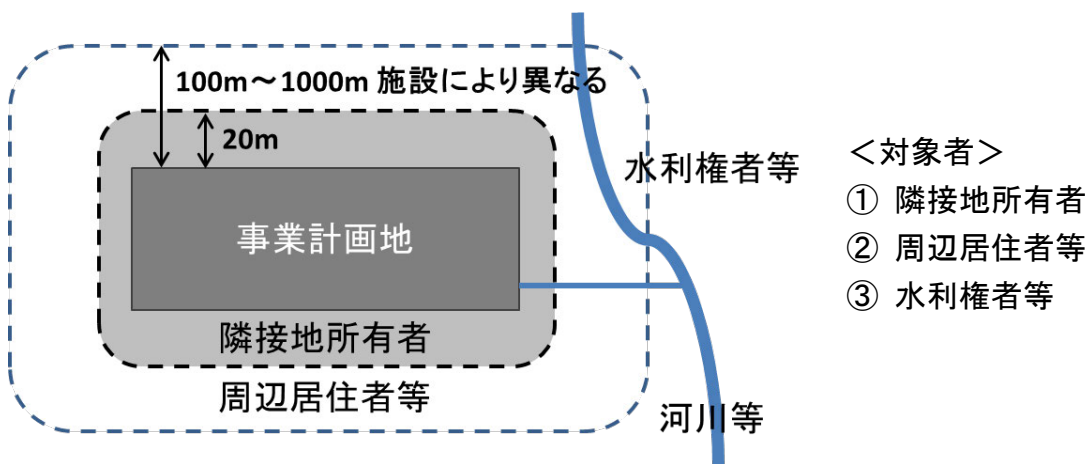 100m～1000m 施設により異なる
20m
事業計画地
隣接地所有者
周辺居住者等
水利権者等
河川等
＜対象者＞
① 隣接地所有者
② 周辺居住者等
③ 水利権者等